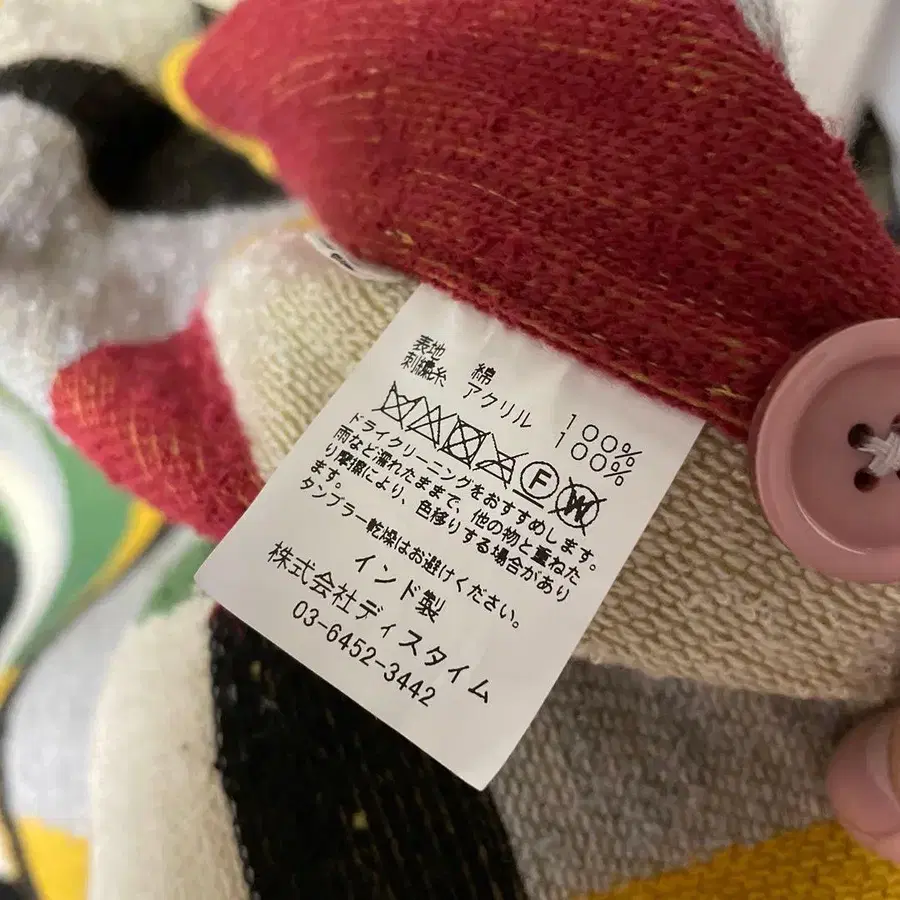 表地 綿 100%
刺繍糸 アクリル 100%
F W
ドライクリーニングをおすすめします
雨など濡れたままで、他の物と重ねた
り摩擦により、色移りする場合があり
ます。
タンブラー乾燥はお避けください。
インド製
株式会社ディスタイム
03-6452-3442